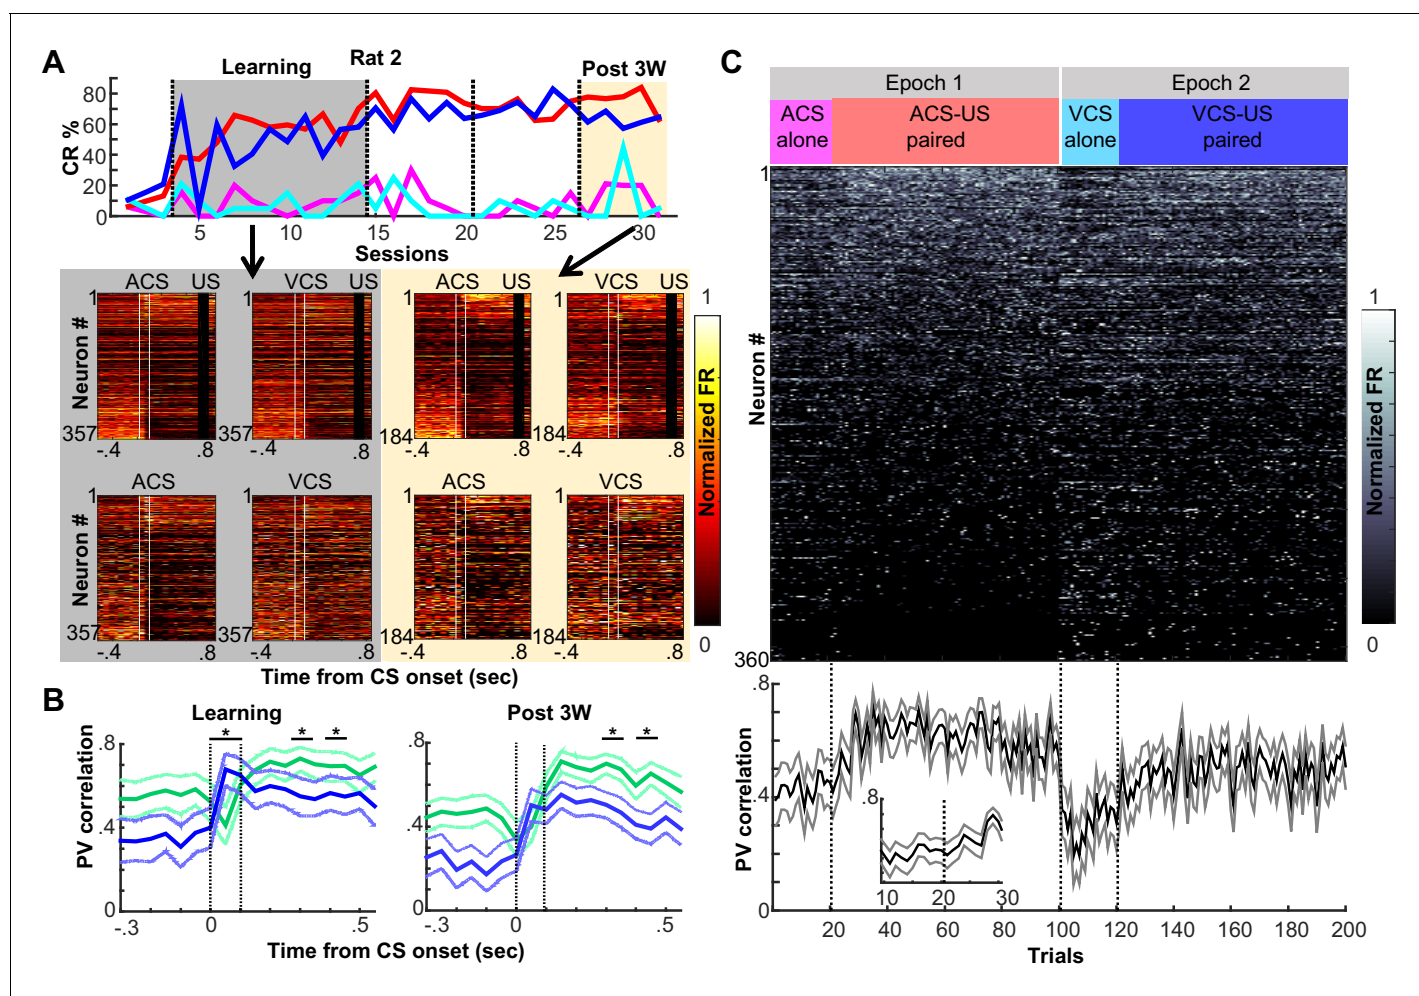 A
Rat 2
Learning
Post 3W
CR %
80
60
40
20
0
5
10
15
20
25
30
Sessions
ACS US
VCS US
ACS US
VCS US
1
1
1
1
Neuron #
357
357
184
184
-.4 .8
-.4 .8
-.4 .8
-.4 .8
ACS
VCS
ACS
VCS
1
1
1
1
Neuron #
357
357
184
184
-.4 .8
-.4 .8
-.4 .8
-.4 .8
Time from CS onset (sec)
1
Normalized FR
0
B
Learning
Post 3W
* * *
* *
PV correlation
.8
.4
0
-.3 0 .5
.8
.4
0
-.3 0 .5
Time from CS onset (sec)
C
Epoch 1
Epoch 2
ACS
alone
ACS-US
paired
VCS
alone
VCS-US
paired
1
Neuron #
360
1
Normalized FR
0
PV correlation
.8
.4
0
.8
0
10 20 30
20 40 60 80 100 120 140 160 180 200
Trials